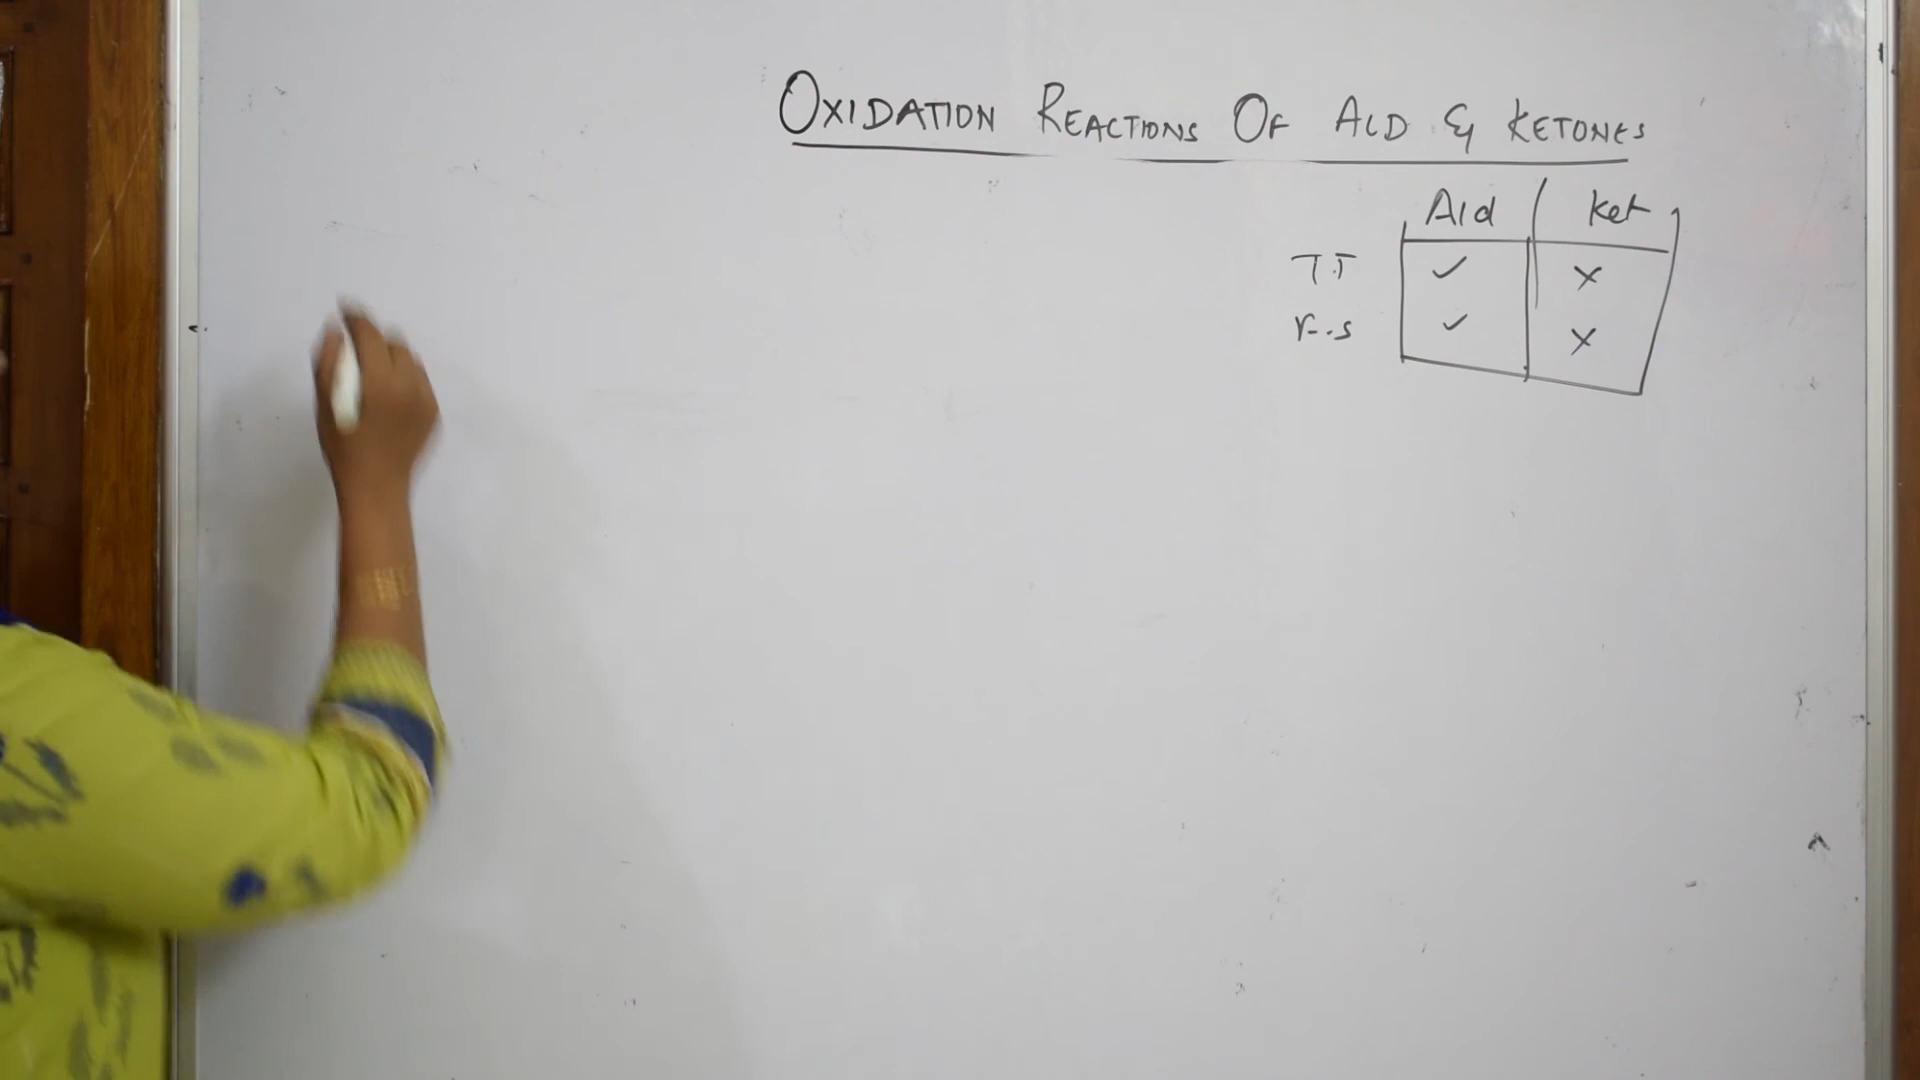 OXIDATION REACTIONS OF ALD & KETONES
Ald Ket
T.T ✓ ×
F.S ✓ ×